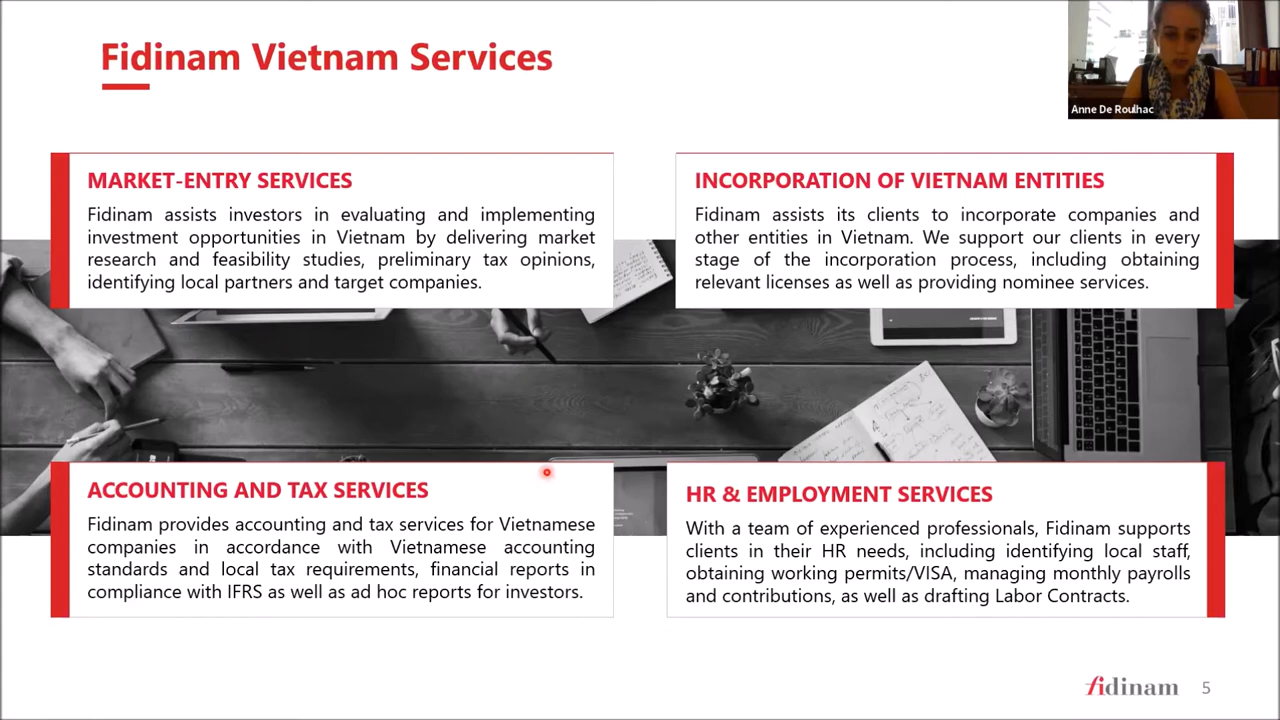 Fidinam Vietnam Services
Anne De Roulhac
MARKET-ENTRY SERVICES
Fidinam assists investors in evaluating and implementing
investment opportunities in Vietnam by delivering market
research and feasibility studies, preliminary tax opinions,
identifying local partners and target companies.
INCORPORATION OF VIETNAM ENTITIES
Fidinam assists its clients to incorporate companies and
other entities in Vietnam. We support our clients in every
stage of the incorporation process, including obtaining
relevant licenses as well as providing nominee services.
ACCOUNTING AND TAX SERVICES
Fidinam provides accounting and tax services for Vietnamese
companies in accordance with Vietnamese accounting
standards and local tax requirements, financial reports in
compliance with IFRS as well as ad hoc reports for investors.
HR & EMPLOYMENT SERVICES
With a team of experienced professionals, Fidinam supports
clients in their HR needs, including identifying local staff,
obtaining working permits/VISA, managing monthly payrolls
and contributions, as well as drafting Labor Contracts.
fidinam 5